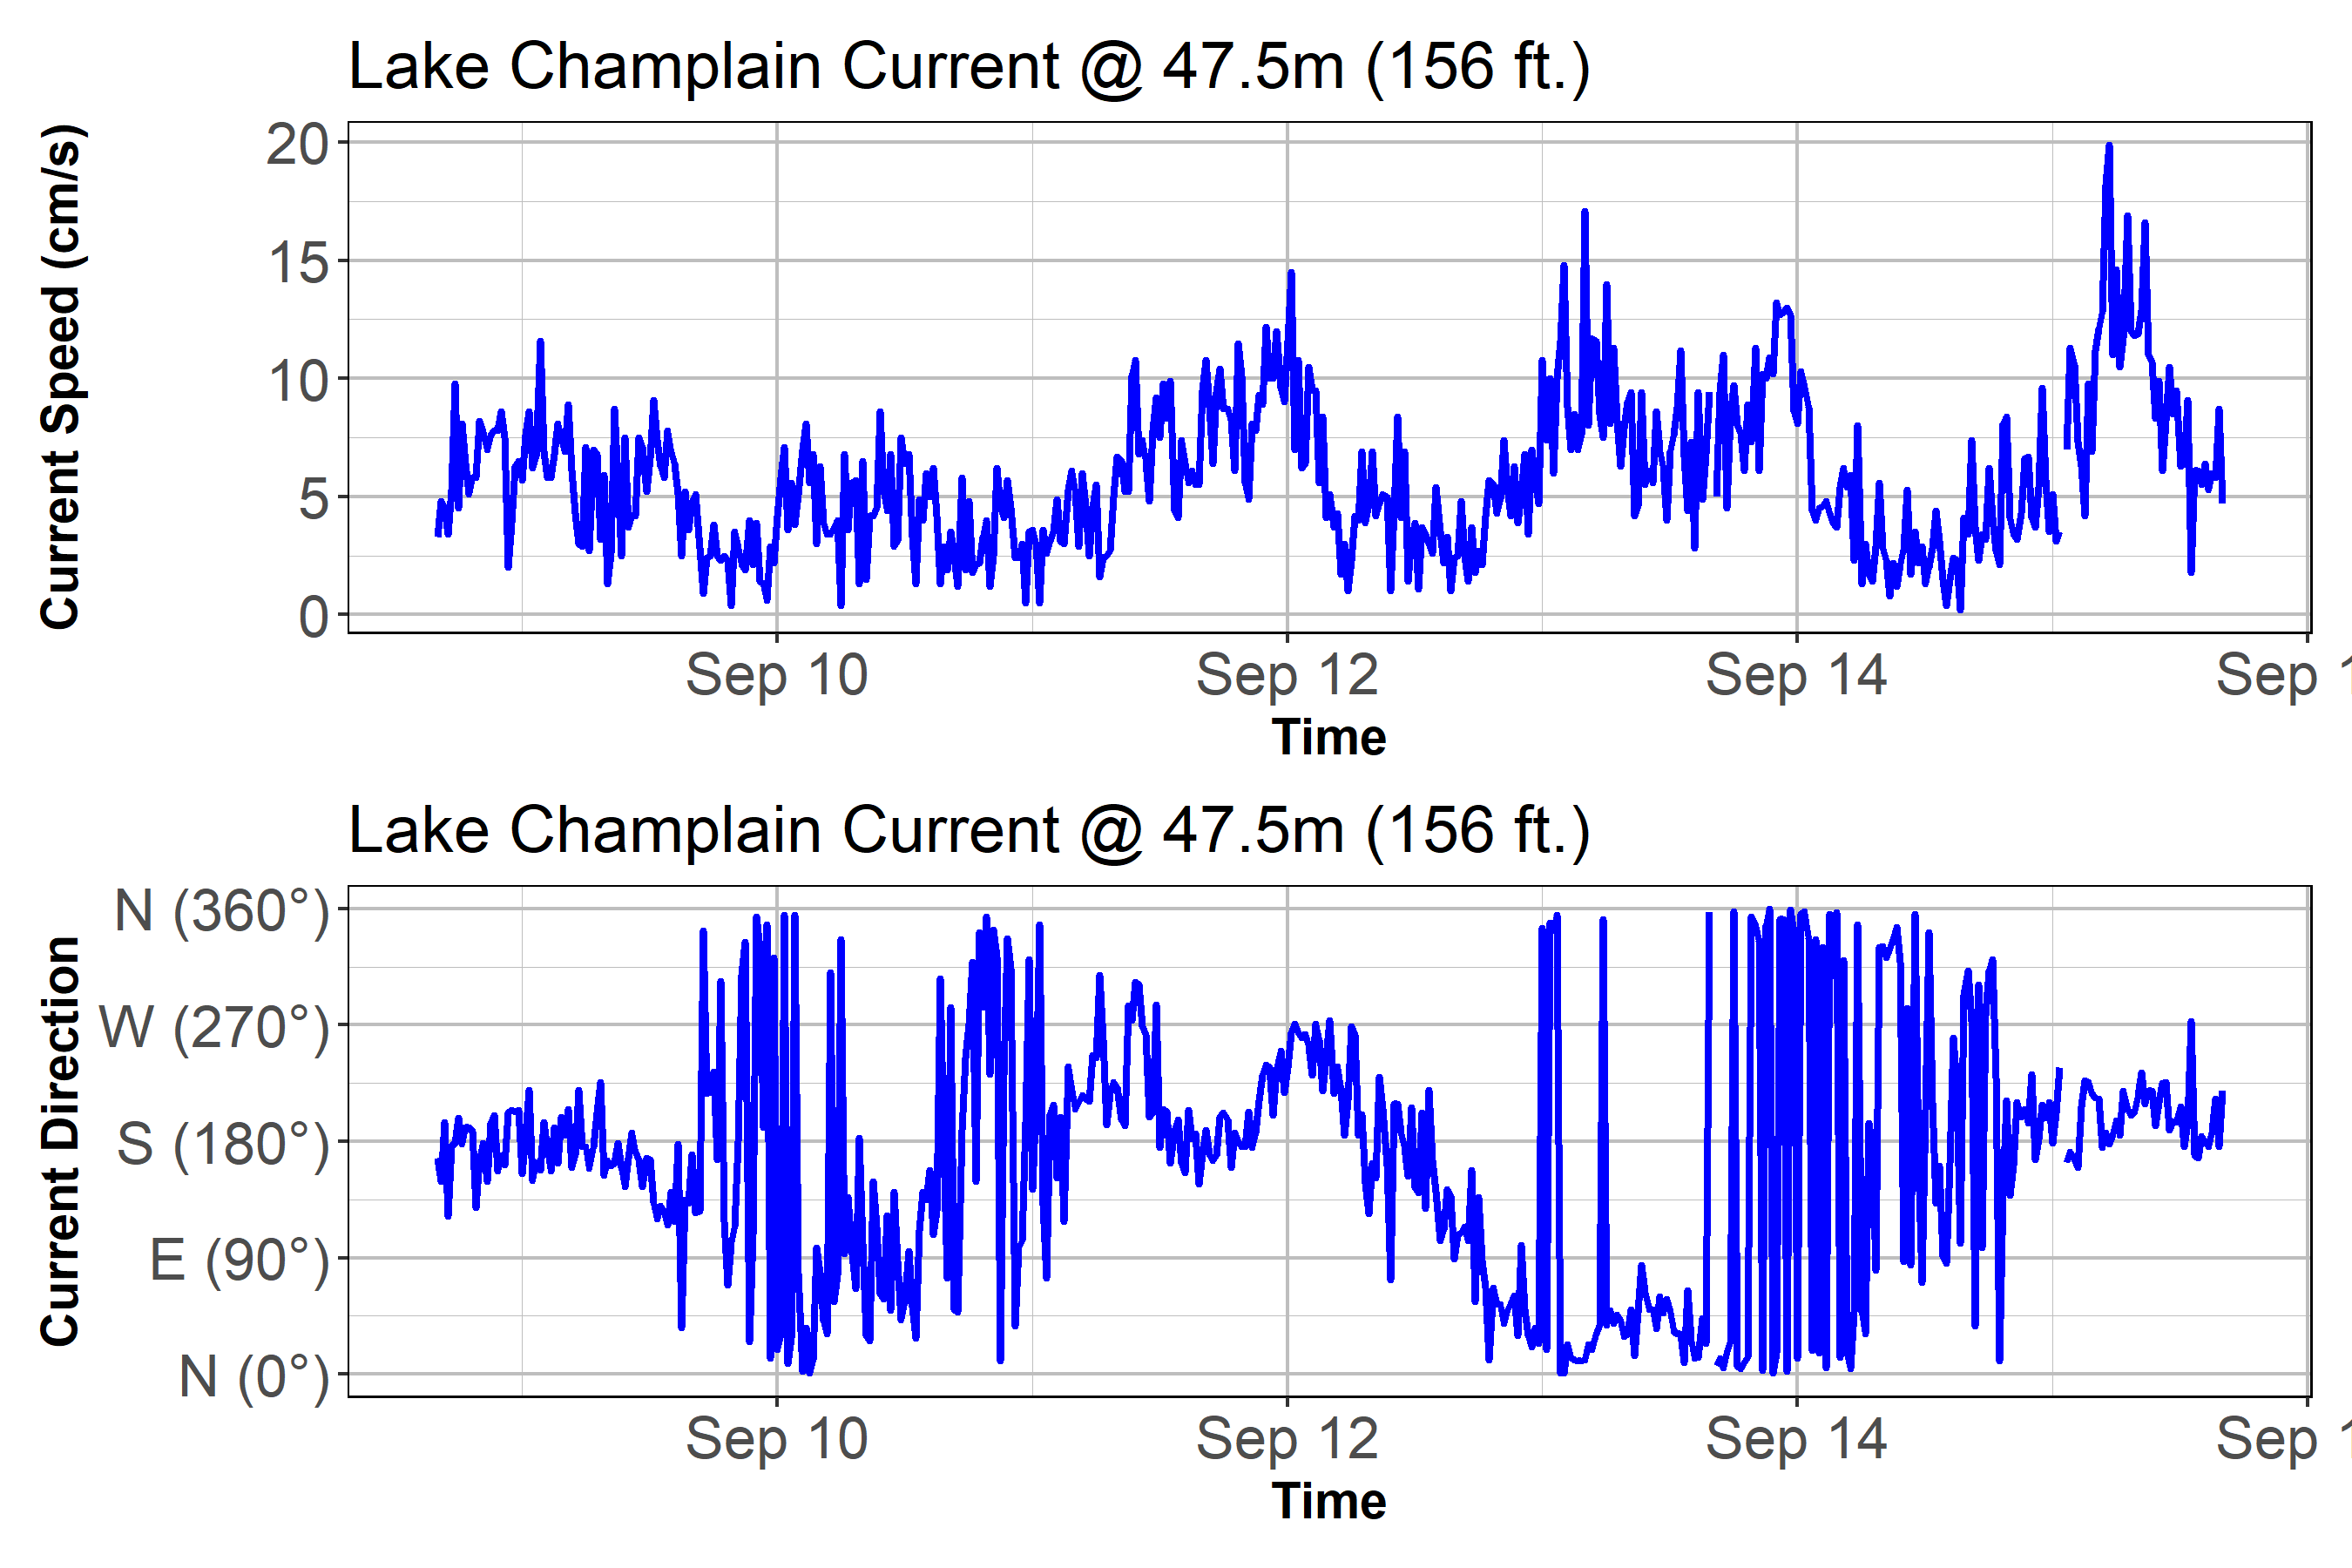 Lake Champlain Current @ 47.5m (156 ft.)
Current Speed (cm/s)
20
15
10
5
0
Sep 10 Sep 12 Sep 14 Sep 1
Time
Lake Champlain Current @ 47.5m (156 ft.)
Current Direction
N (360°)
W (270°)
S (180°)
E (90°)
N (0°)
Sep 10 Sep 12 Sep 14 Sep 1
Time